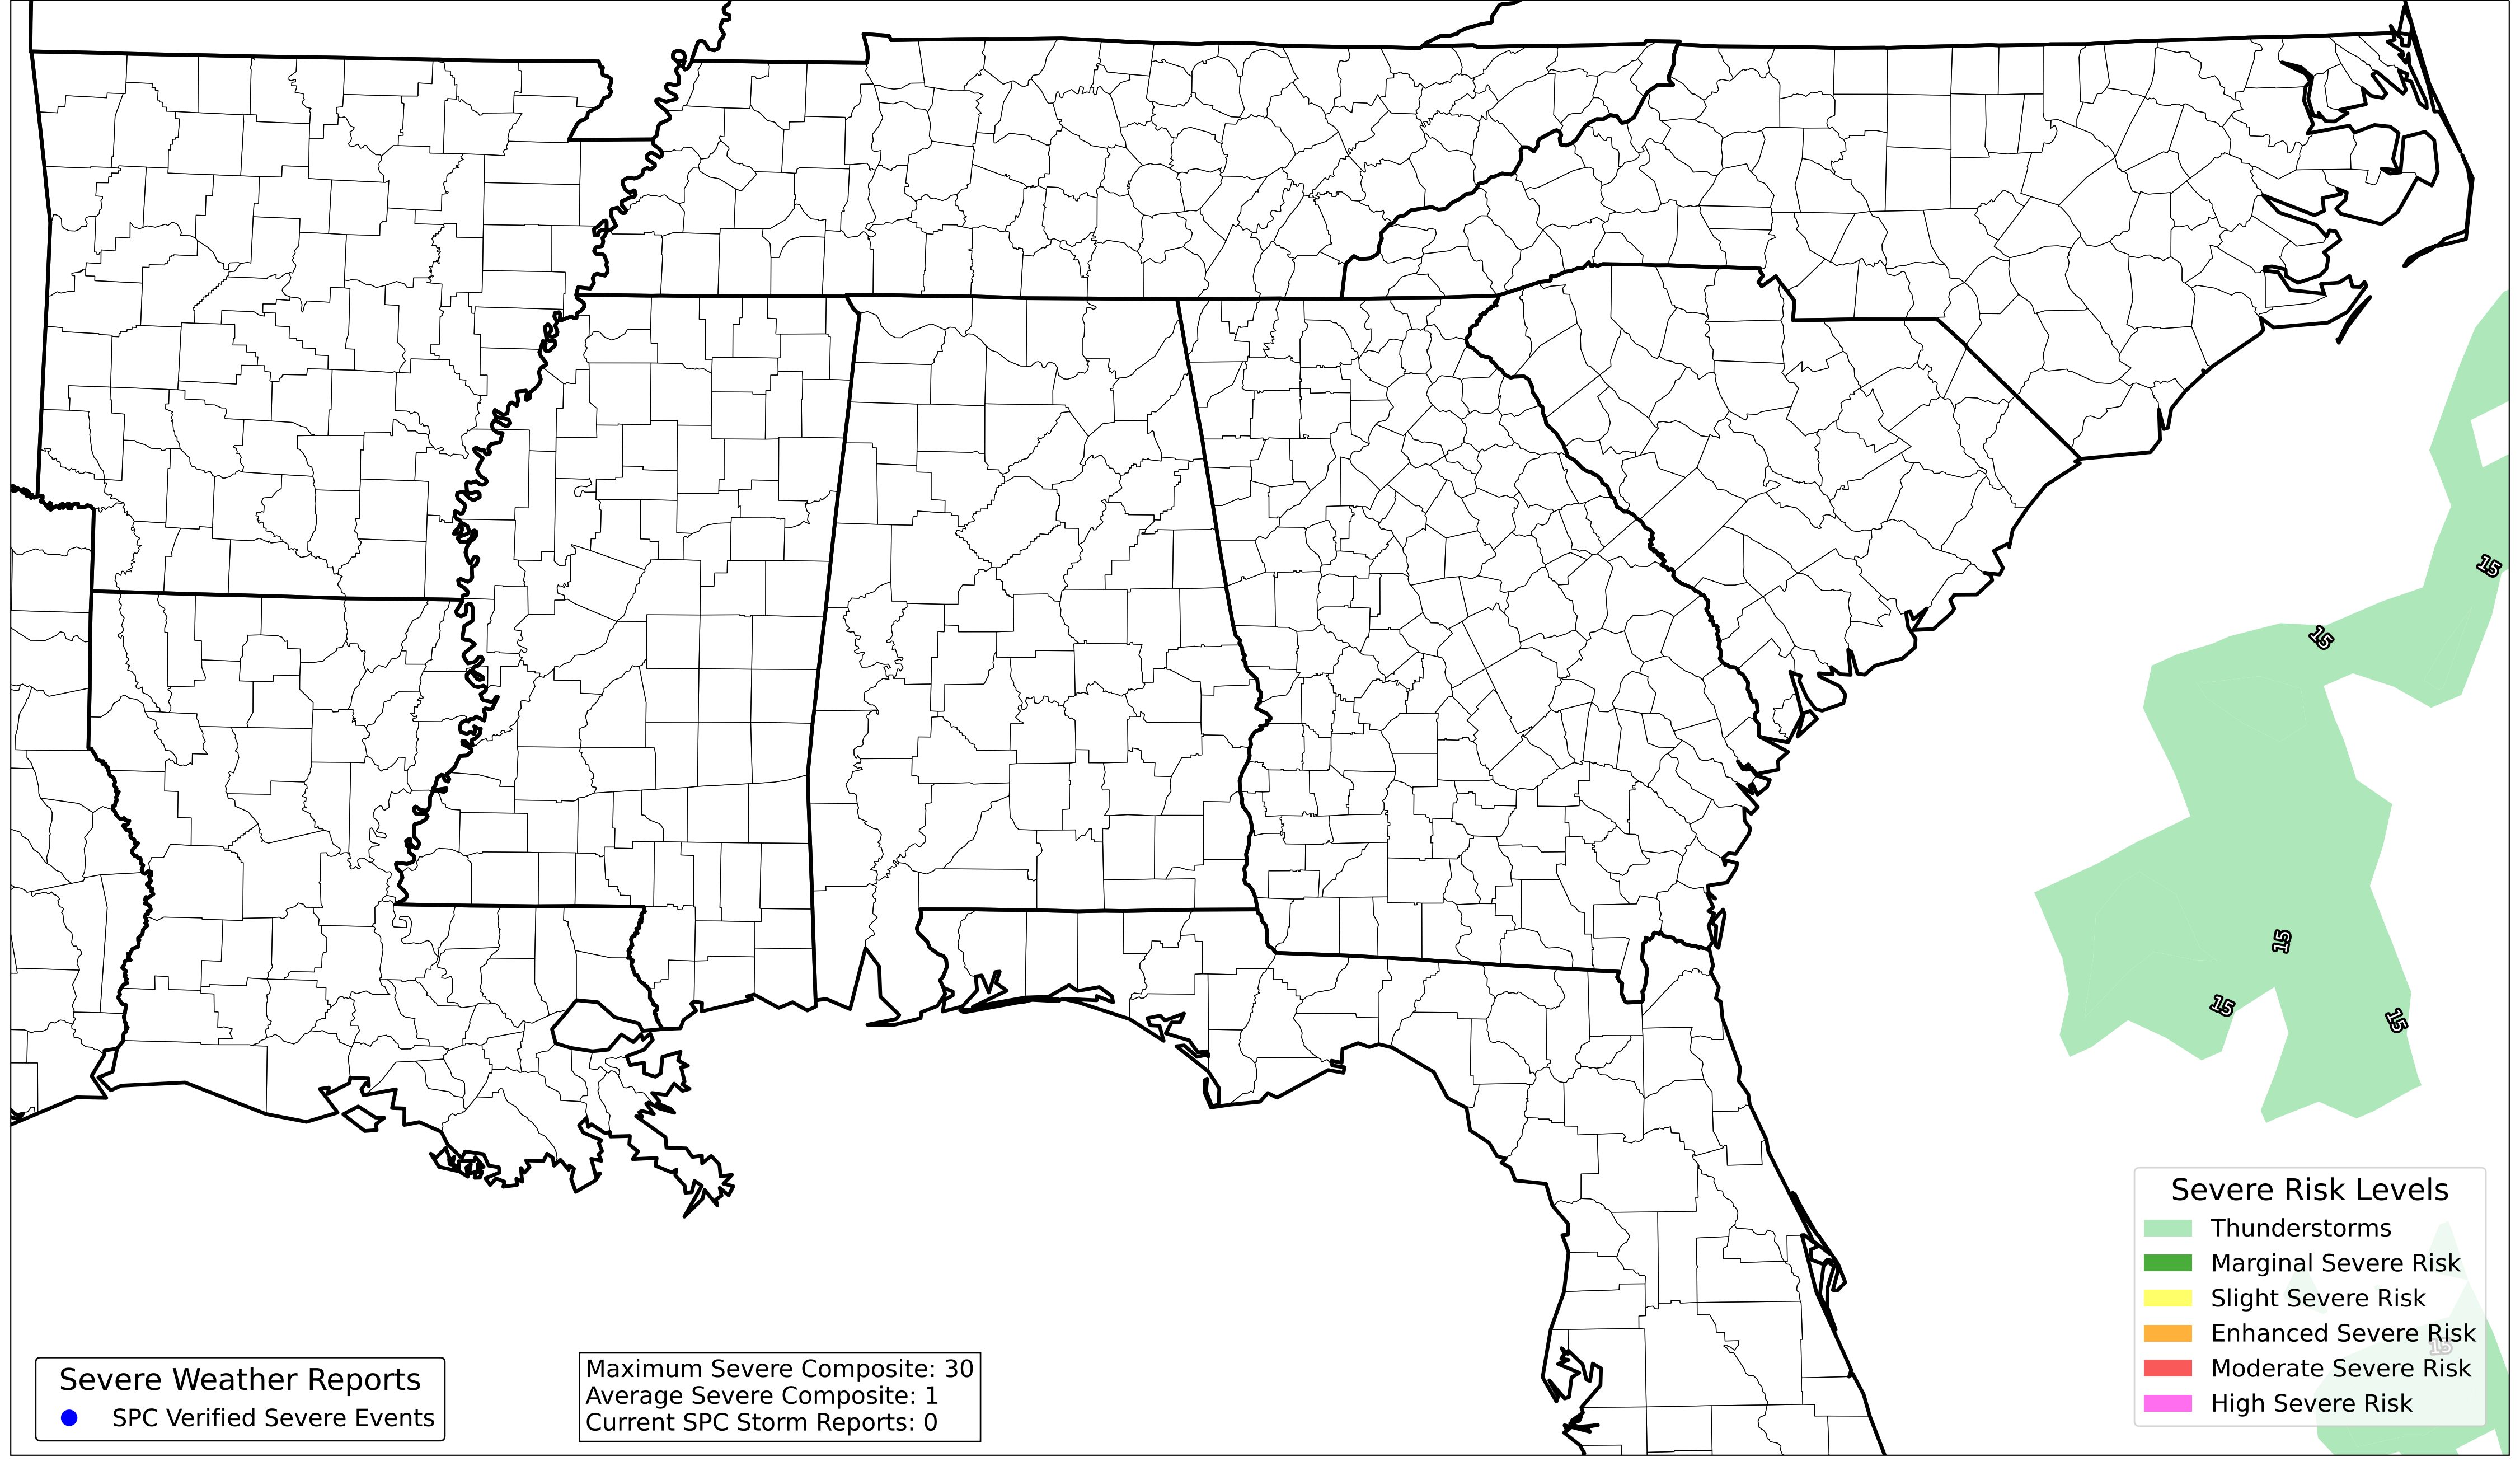 15
15
15
15
15
Severe Risk Levels
Thunderstorms
Marginal Severe Risk
Slight Severe Risk
Enhanced Severe Risk
15
Moderate Severe Risk
High Severe Risk
Severe Weather Reports
SPC Verified Severe Events
Maximum Severe Composite: 30
Average Severe Composite: 1
Current SPC Storm Reports: 0